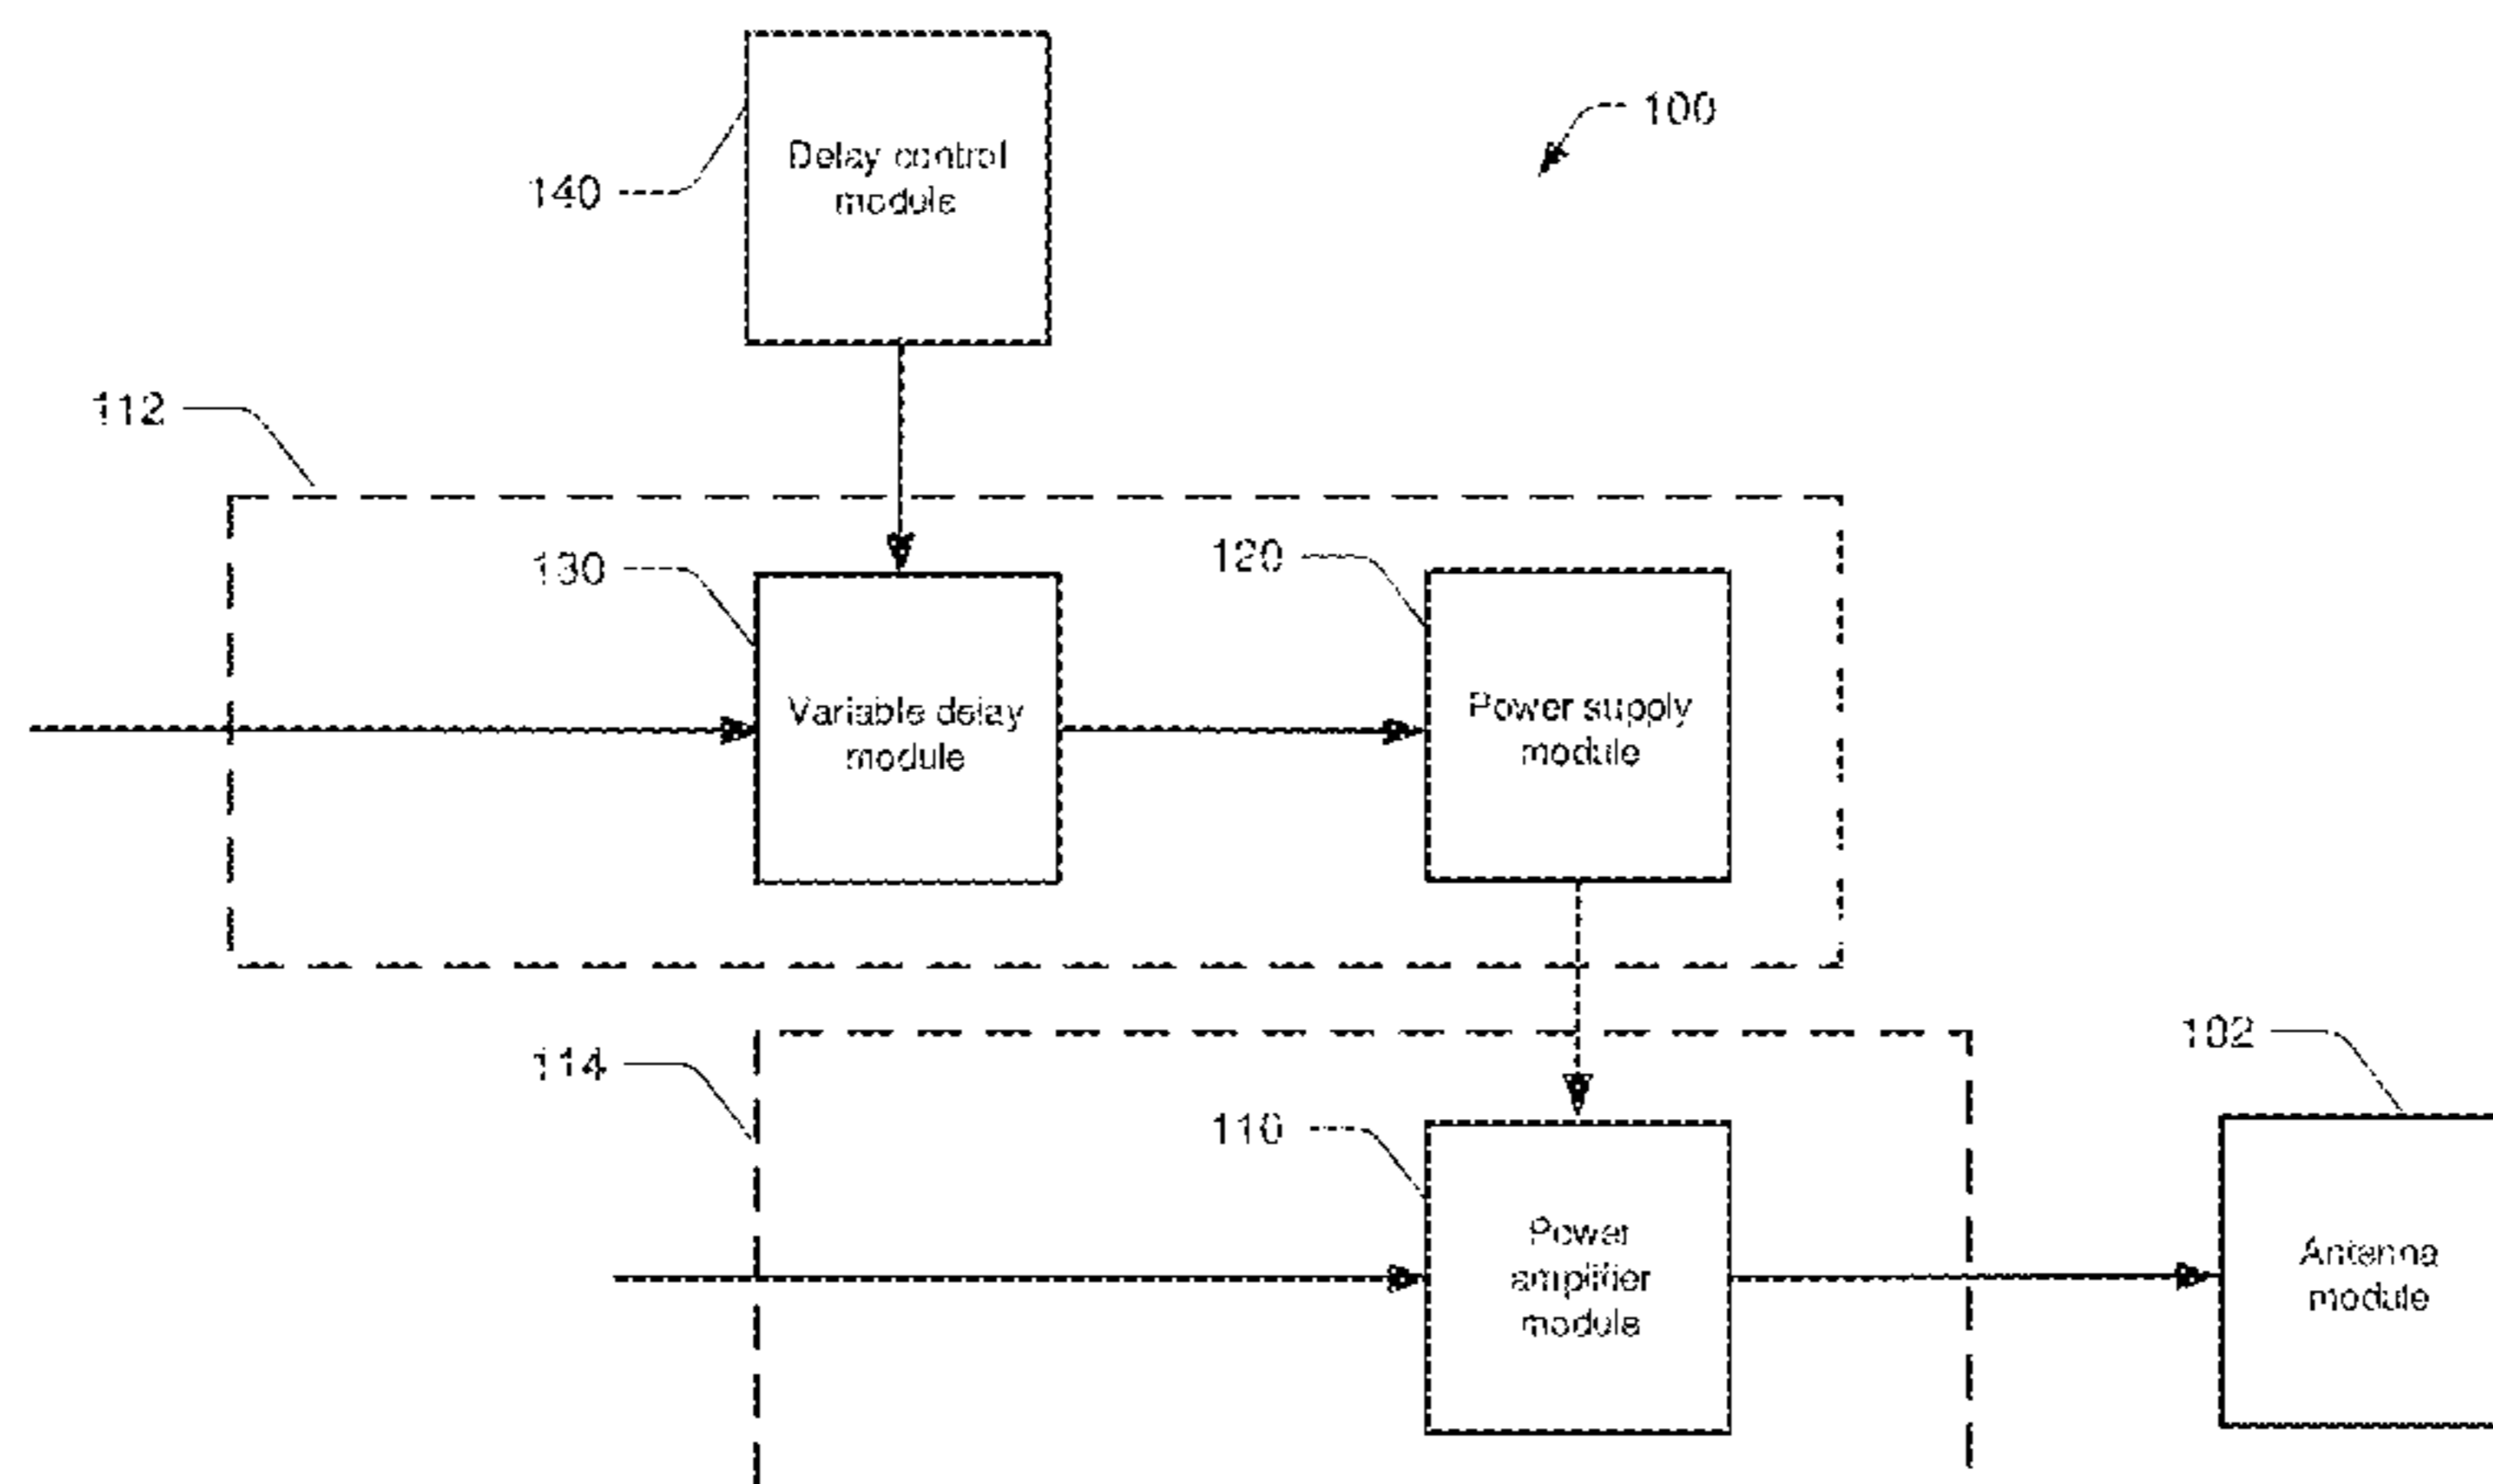 100
Delay control
module
140
112
130
120
Variable delay
module
Power supply
module
114
102
110
Power
amplifier
module
Antenna
module